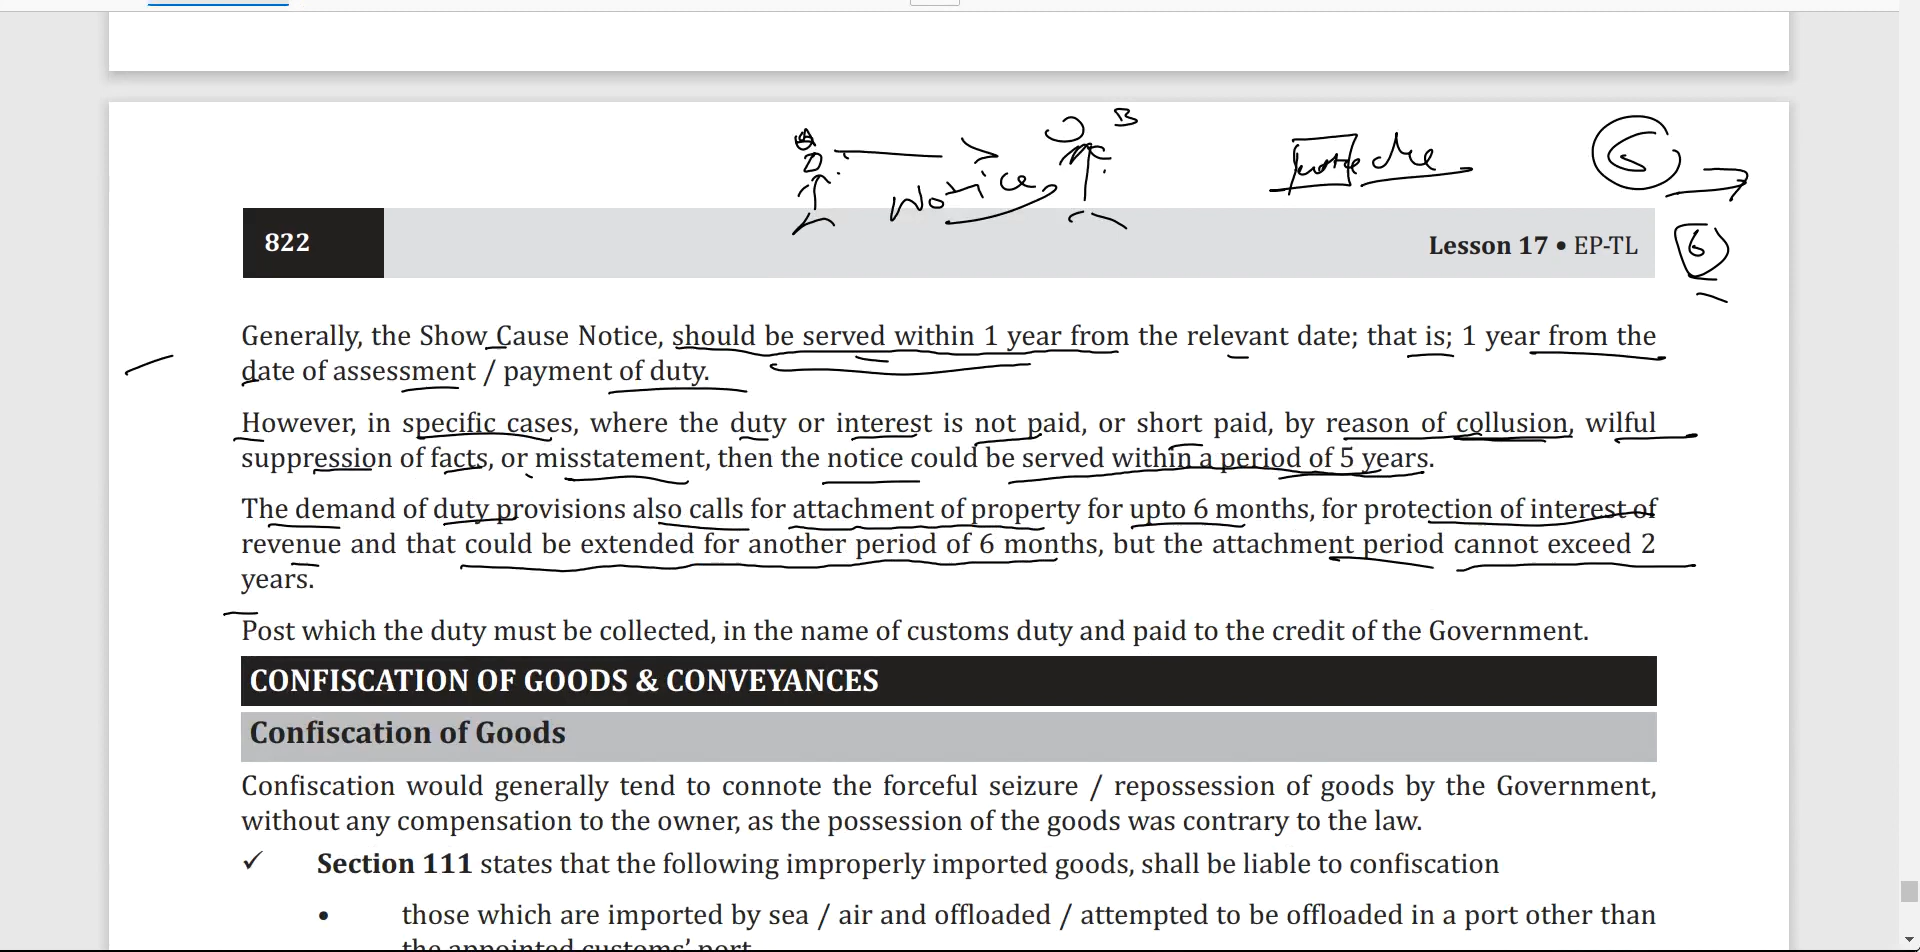 A
B
Notice
6
822
Lesson 17 • EP-TL
Generally, the Show Cause Notice, should be served within 1 year from the relevant date; that is; 1 year from the
date of assessment / payment of duty.
However, in specific cases, where the duty or interest is not paid, or short paid, by reason of collusion, wilful
suppression of facts, or misstatement, then the notice could be served within a period of 5 years.
The demand of duty provisions also calls for attachment of property for upto 6 months, for protection of interest of
revenue and that could be extended for another period of 6 months, but the attachment period cannot exceed 2
years.
Post which the duty must be collected, in the name of customs duty and paid to the credit of the Government.
CONFISCATION OF GOODS & CONVEYANCES
Confiscation of Goods
Confiscation would generally tend to connote the forceful seizure / repossession of goods by the Government,
without any compensation to the owner, as the possession of the goods was contrary to the law.
✓ Section 111 states that the following improperly imported goods, shall be liable to confiscation
• those which are imported by sea / air and offloaded / attempted to be offloaded in a port other than
the appointed customs' port